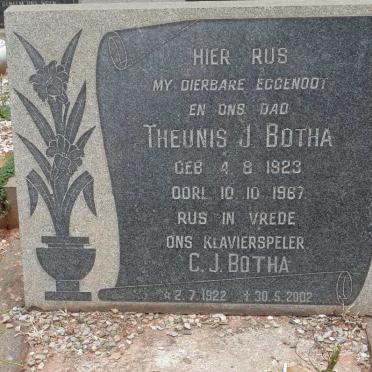 HIER RUS
MY DIERBARE EGGENOOT
EN ONS DAD
THEUNIS J. BOTHA
GEB 4. 8. 1923
OORL. 10. 10. 1987
RUS IN VREDE
ONS KLAVIERSPELER
C. J. BOTHA
☆ 2. 7. 1922 ✝ 30. 5. 2002